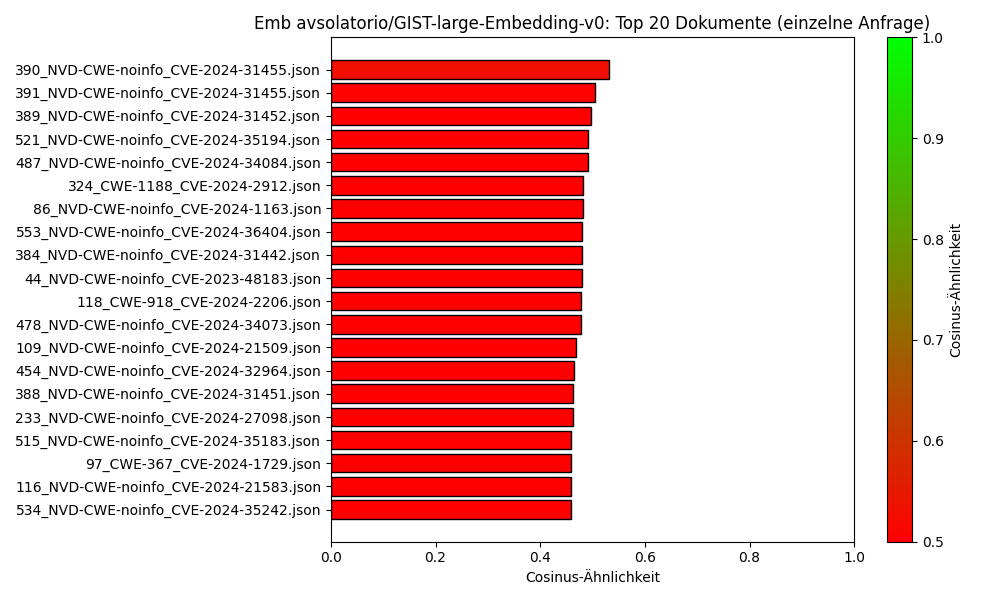 Emb avsolatorio/GIST-large-Embedding-v0: Top 20 Dokumente (einzelne Anfrage)
390_NVD-CWE-noinfo_CVE-2024-31455.json
391_NVD-CWE-noinfo_CVE-2024-31455.json
389_NVD-CWE-noinfo_CVE-2024-31452.json
521_NVD-CWE-noinfo_CVE-2024-35194.json
487_NVD-CWE-noinfo_CVE-2024-34084.json
324_CWE-1188_CVE-2024-2912.json
86_NVD-CWE-noinfo_CVE-2024-1163.json
553_NVD-CWE-noinfo_CVE-2024-36404.json
384_NVD-CWE-noinfo_CVE-2024-31442.json
44_NVD-CWE-noinfo_CVE-2023-48183.json
118_CWE-918_CVE-2024-2206.json
478_NVD-CWE-noinfo_CVE-2024-34073.json
109_NVD-CWE-noinfo_CVE-2024-21509.json
454_NVD-CWE-noinfo_CVE-2024-32964.json
388_NVD-CWE-noinfo_CVE-2024-31451.json
233_NVD-CWE-noinfo_CVE-2024-27098.json
515_NVD-CWE-noinfo_CVE-2024-35183.json
97_CWE-367_CVE-2024-1729.json
116_NVD-CWE-noinfo_CVE-2024-21583.json
534_NVD-CWE-noinfo_CVE-2024-35242.json
0.0 0.2 0.4 0.6 0.8 1.0
Cosinus-Ähnlichkeit
1.0
0.9
0.8
0.7
0.6
0.5
Cosinus-Ähnlichkeit